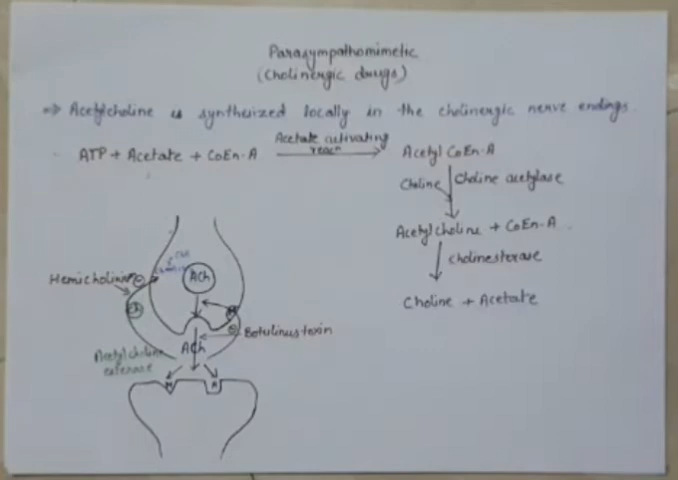 Parasympathomimetic
(Cholinergic drugs)
⇒ Acetylcholine is synthesized locally in the cholinergic nerve endings.
ATP + Acetate + CoEn-A
Acetate activating
reacn
Acetyl CoEn-A
Choline
Choline acetylase
Acetylcholine + CoEn-A
cholinesterase
Choline + Acetate
Hemicholinium
ACh
Botulinus toxin
ACh
Acetylcholine
esterase
M